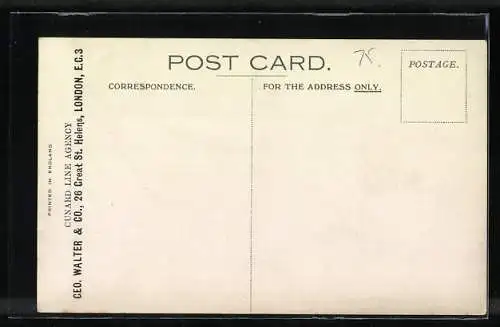 POST CARD.
75
POSTAGE.
CORRESPONDENCE.
FOR THE ADDRESS ONLY.
PRINTED IN ENGLAND
CUNARD LINE AGENCY
GEO. WALTER & CO., 26 Great St. Helens, LONDON, E.C.3